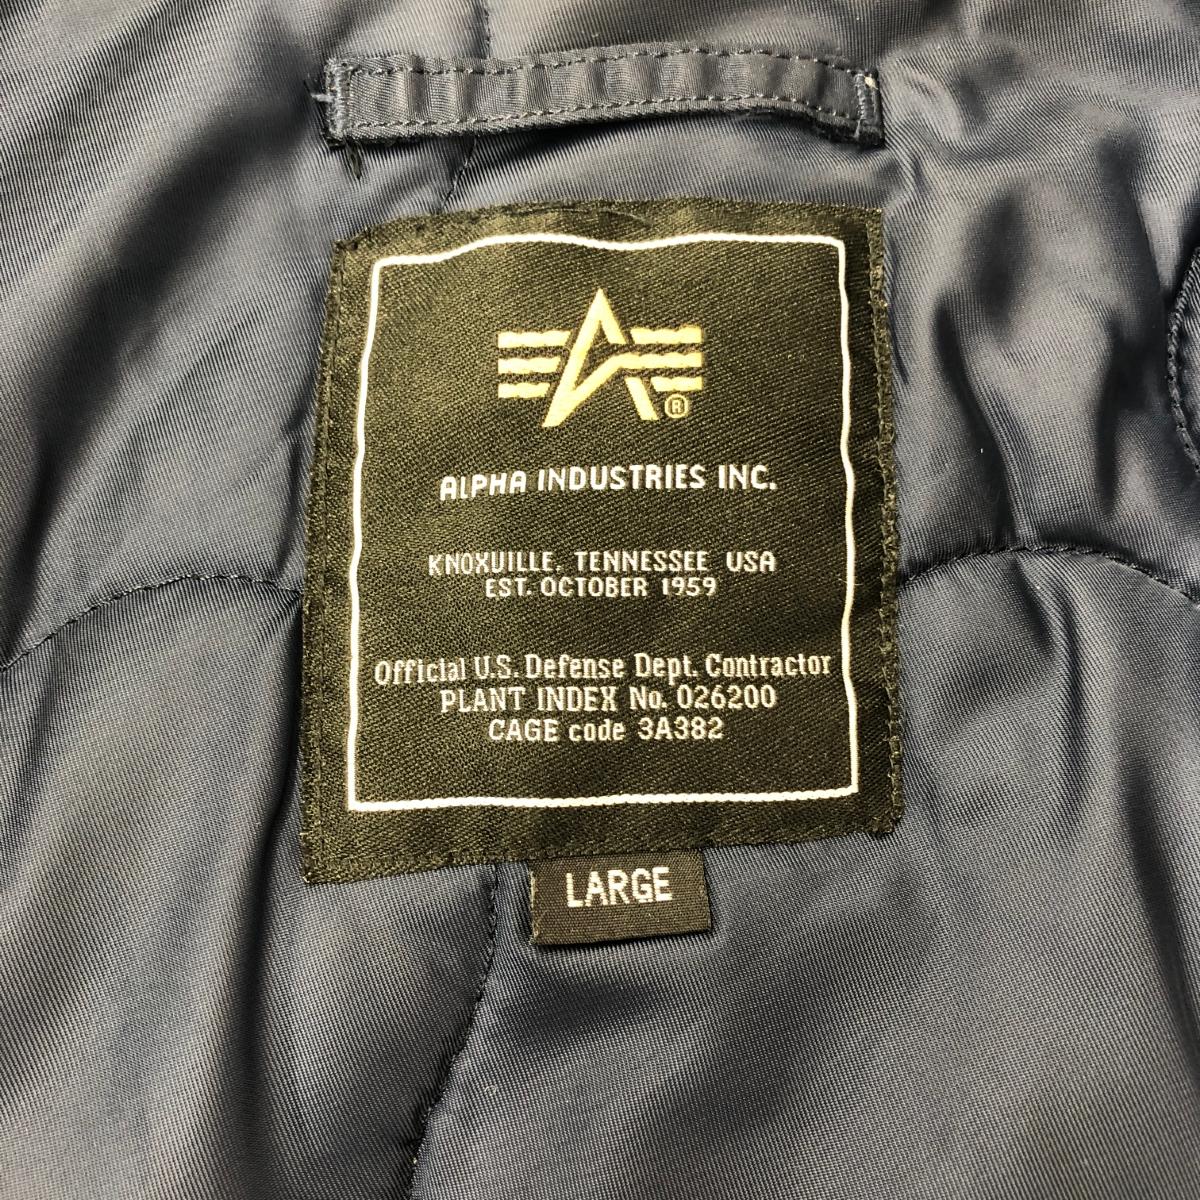 ®
ALPHA INDUSTRIES INC.
KNOXVILLE, TENNESSEE USA
EST. OCTOBER 1959
Official U.S. Defense Dept. Contractor
PLANT INDEX No. 026200
CAGE code 3A382
LARGE